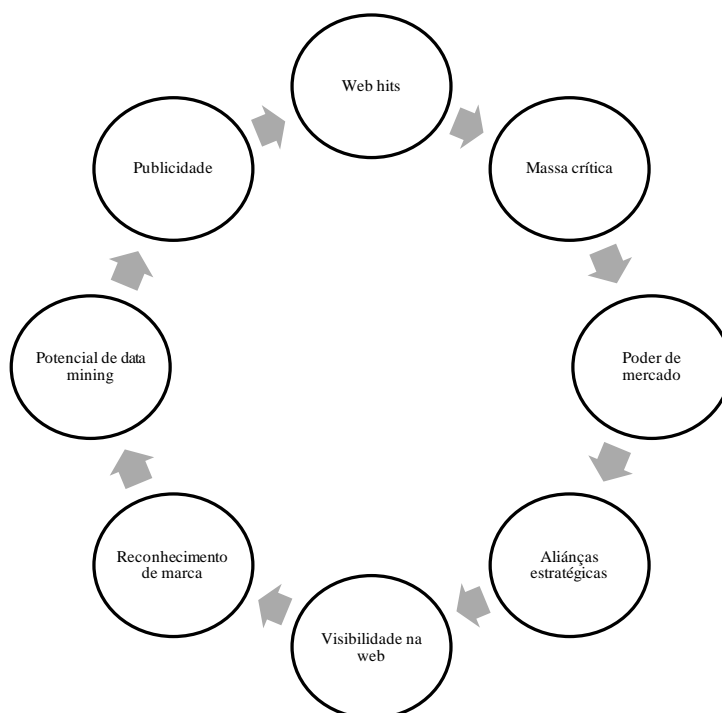 Web hits
Massa crítica
Poder de
mercado
Aliánças
estratégicas
Visibilidade na
web
Reconhecimento
de marca
Potencial de data
mining
Publicidade